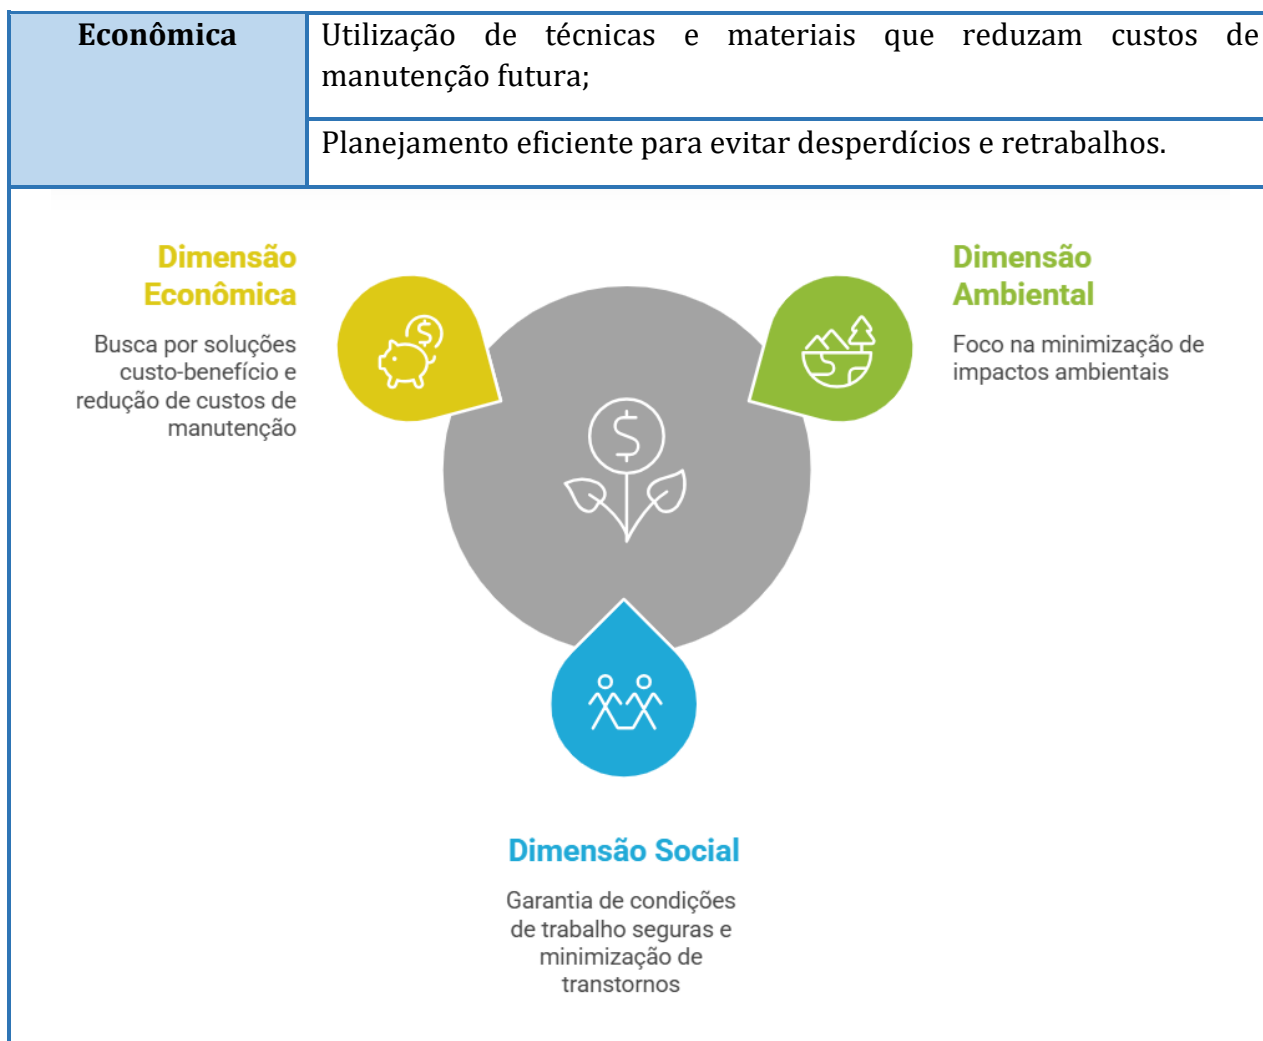 Econômica
Utilização de técnicas e materiais que reduzam custos de
manutenção futura;
Planejamento eficiente para evitar desperdícios e retrabalhos.
Dimensão
Econômica
Busca por soluções
custo-benefício e
redução de custos de
manutenção
Dimensão
Ambiental
Foco na minimização de
impactos ambientais
Dimensão Social
Garantia de condições
de trabalho seguras e
minimização de
transtornos